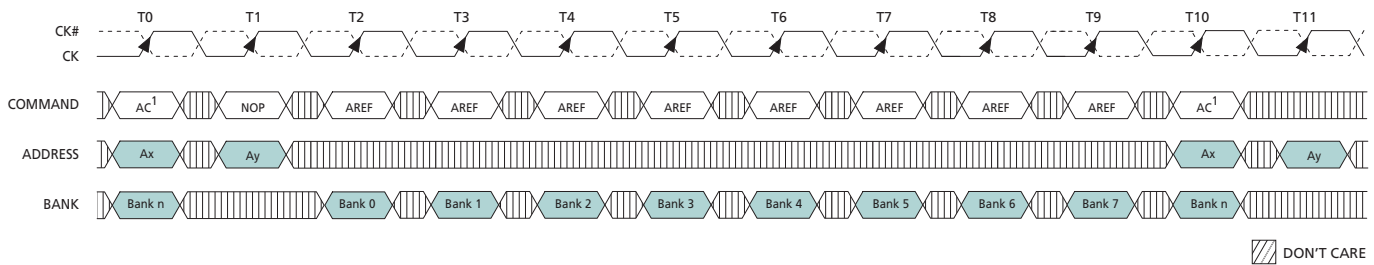 T0 T1 T2 T3 T4 T5 T6 T7 T8 T9 T10 T11
CK#
CK
COMMAND AC1 NOP AREF AREF AREF AREF AREF AREF AREF AREF AC1
ADDRESS Ax Ay Ax Ay
BANK Bank n Bank 0 Bank 1 Bank 2 Bank 3 Bank 4 Bank 5 Bank 6 Bank 7 Bank n
DON'T CARE